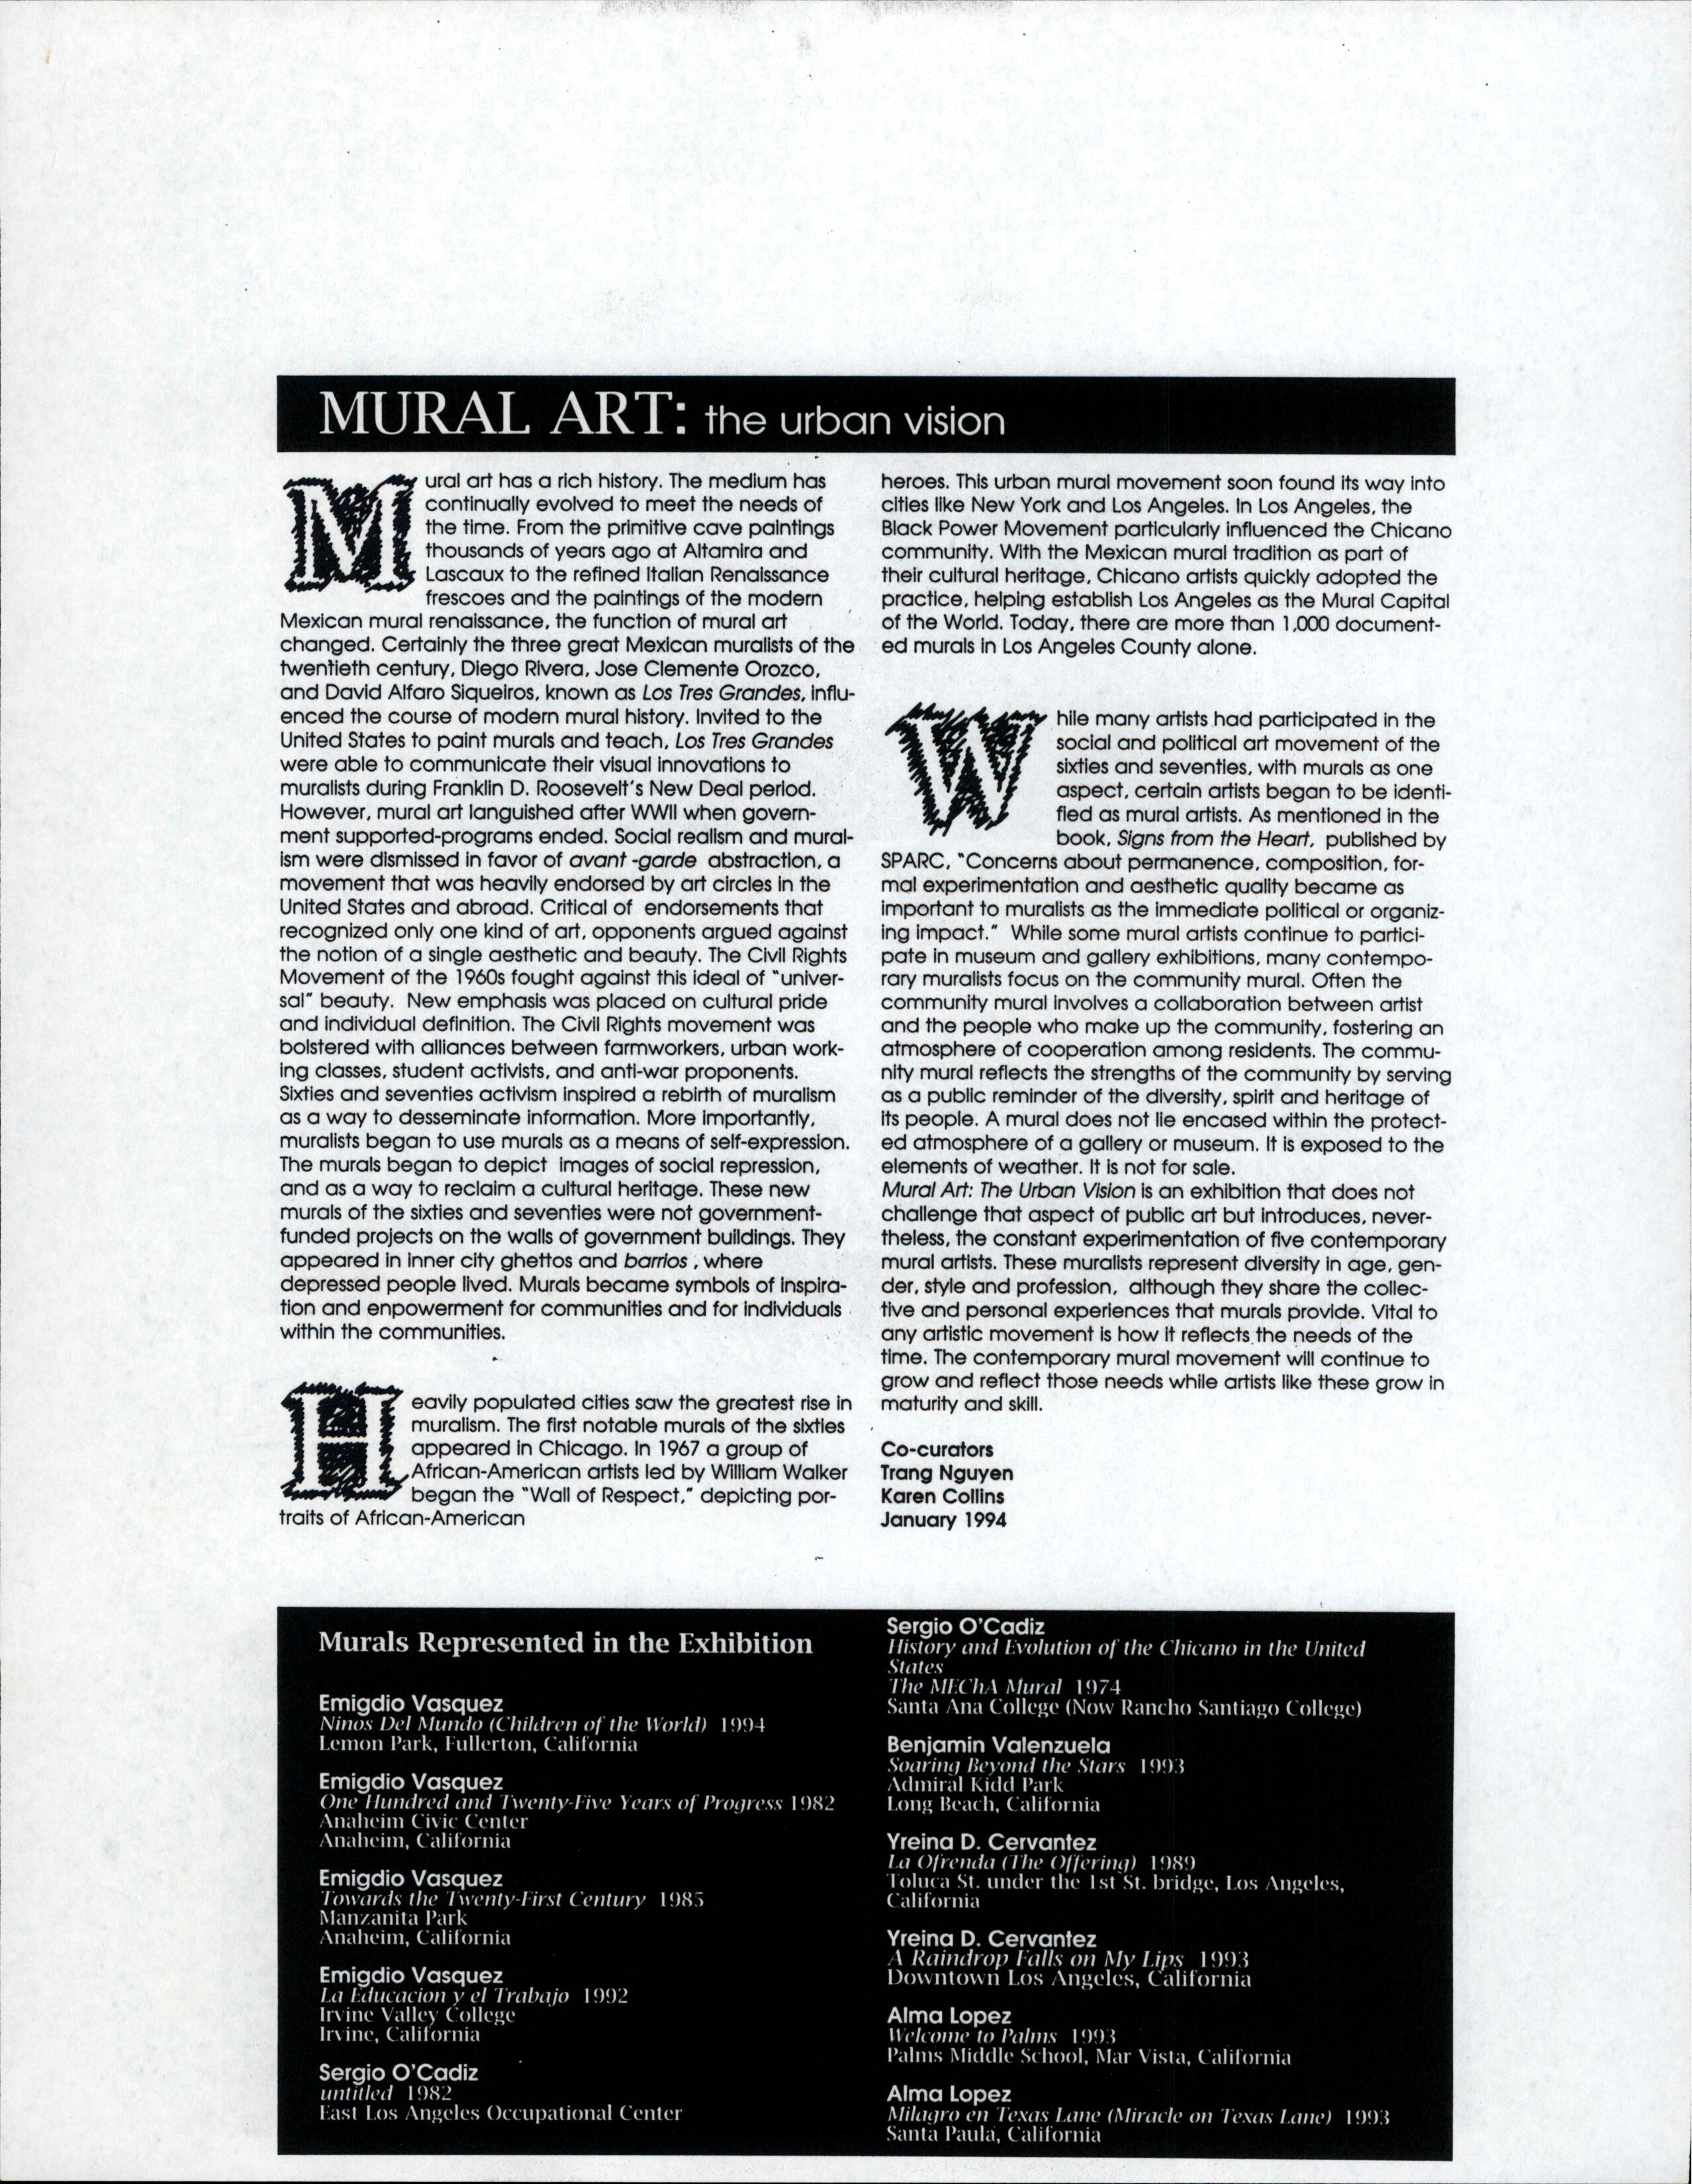 MURAL ART: the urban vision
Mural art has a rich history. The medium has
continually evolved to meet the needs of
the time. From the primitive cave paintings
thousands of years ago at Altamira and
Lascaux to the refined Italian Renaissance
frescoes and the paintings of the modern
Mexican mural renaissance, the function of mural art
changed. Certainly the three great Mexican muralists of the
twentieth century, Diego Rivera, Jose Clemente Orozco,
and David Alfaro Siqueiros, known as Los Tres Grandes, influ-
enced the course of modern mural history. Invited to the
United States to paint murals and teach, Los Tres Grandes
were able to communicate their visual innovations to
muralists during Franklin D. Roosevelt's New Deal period.
However, mural art languished after WWII when govern-
ment supported-programs ended. Social realism and mural-
ism were dismissed in favor of avant -garde abstraction, a
movement that was heavily endorsed by art circles in the
United States and abroad. Critical of endorsements that
recognized only one kind of art, opponents argued against
the notion of a single aesthetic and beauty. The Civil Rights
Movement of the 1960s fought against this ideal of "univer-
sal" beauty. New emphasis was placed on cultural pride
and individual definition. The Civil Rights movement was
bolstered with alliances between farmworkers, urban work-
ing classes, student activists, and anti-war proponents.
Sixties and seventies activism inspired a rebirth of muralism
as a way to desseminate information. More importantly,
muralists began to use murals as a means of self-expression.
The murals began to depict images of social repression,
and as a way to reclaim a cultural heritage. These new
murals of the sixties and seventies were not government-
funded projects on the walls of government buildings. They
appeared in inner city ghettos and barrios , where
depressed people lived. Murals became symbols of inspira-
tion and enpowerment for communities and for individuals
within the communities.
Heavily populated cities saw the greatest rise in
muralism. The first notable murals of the sixties
appeared in Chicago. In 1967 a group of
African-American artists led by William Walker
began the "Wall of Respect," depicting por-
traits of African-American
heroes. This urban mural movement soon found its way into
cities like New York and Los Angeles. In Los Angeles, the
Black Power Movement particularly influenced the Chicano
community. With the Mexican mural tradition as part of
their cultural heritage, Chicano artists quickly adopted the
practice, helping establish Los Angeles as the Mural Capital
of the World. Today, there are more than 1,000 document-
ed murals in Los Angeles County alone.
While many artists had participated in the
social and political art movement of the
sixties and seventies, with murals as one
aspect, certain artists began to be identi-
fied as mural artists. As mentioned in the
book, Signs from the Heart, published by
SPARC, "Concerns about permanence, composition, for-
mal experimentation and aesthetic quality became as
important to muralists as the immediate political or organiz-
ing impact." While some mural artists continue to partici-
pate in museum and gallery exhibitions, many contempo-
rary muralists focus on the community mural. Often the
community mural involves a collaboration between artist
and the people who make up the community, fostering an
atmosphere of cooperation among residents. The commu-
nity mural reflects the strengths of the community by serving
as a public reminder of the diversity, spirit and heritage of
its people. A mural does not lie encased within the protect-
ed atmosphere of a gallery or museum. It is exposed to the
elements of weather. It is not for sale.
Mural Art: The Urban Vision is an exhibition that does not
challenge that aspect of public art but introduces, never-
theless, the constant experimentation of five contemporary
mural artists. These muralists represent diversity in age, gen-
der, style and profession, although they share the collec-
tive and personal experiences that murals provide. Vital to
any artistic movement is how it reflects the needs of the
time. The contemporary mural movement will continue to
grow and reflect those needs while artists like these grow in
maturity and skill.
Co-curators
Trang Nguyen
Karen Collins
January 1994
Murals Represented in the Exhibition
Emigdio Vasquez
Ninos Del Mundo (Children of the World) 1994
Lemon Park, Fullerton, California
Emigdio Vasquez
One Hundred and Twenty-Five Years of Progress 1982
Anaheim Civic Center
Anaheim, California
Emigdio Vasquez
Towards the Twenty-First Century 1985
Manzanita Park
Anaheim, California
Emigdio Vasquez
La Educacion y el Trabajo 1992
Irvine Valley College
Irvine, California
Sergio O'Cadiz
untitled 1982
East Los Angeles Occupational Center
Sergio O'Cadiz
History and Evolution of the Chicano in the United
States
The MEChA Mural 1974
Santa Ana College (Now Rancho Santiago College)
Benjamin Valenzuela
Soaring Beyond the Stars 1993
Admiral Kidd Park
Long Beach, California
Yreina D. Cervantez
La Ofrenda (The Offering) 1989
Toluca St. under the 1st St. bridge, Los Angeles,
California
Yreina D. Cervantez
A Raindrop Falls on My Lips 1993
Downtown Los Angeles, California
Alma Lopez
Welcome to Palms 1993
Palms Middle School, Mar Vista, California
Alma Lopez
Milagro en Texas Lane (Miracle on Texas Lane) 1993
Santa Paula, California